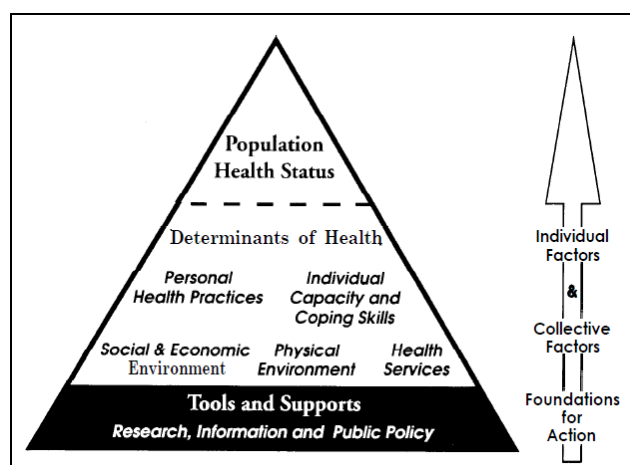 Population
Health Status
Determinants of Health
Personal
Health Practices
Individual
Capacity and
Coping Skills
Social & Economic
Environment
Physical
Environment
Health
Services
Tools and Supports
Research, Information and Public Policy
Individual
Factors
&
Collective
Factors
Foundations
for
Action